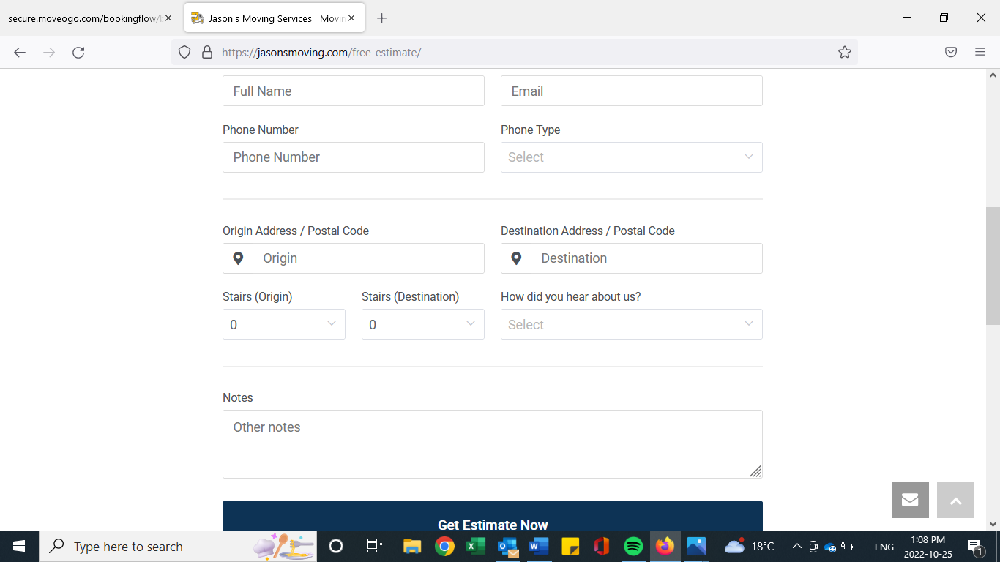 secure.moveogo.com/bookingflow/
Jason's Moving Services | Movin
https://jasonsmoving.com/free-estimate/
Full Name
Email
Phone Number
Phone Type
Phone Number
Select
Origin Address / Postal Code
Destination Address / Postal Code
Origin
Destination
Stairs (Origin)
Stairs (Destination)
How did you hear about us?
0
0
Select
Notes
Other notes
Get Estimate Now
Type here to search
18°C
ENG
1:08 PM
2022-10-25
1